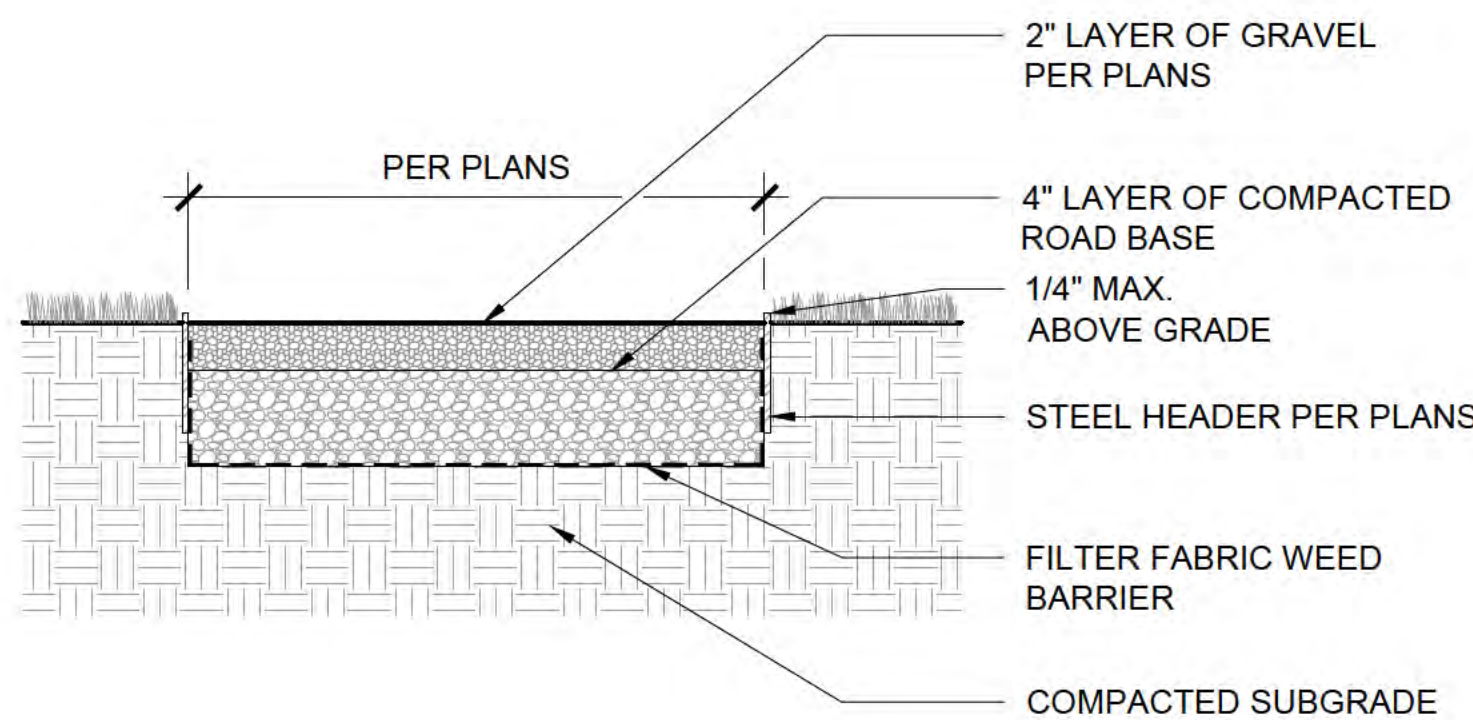 2" LAYER OF GRAVEL
PER PLANS
PER PLANS
4" LAYER OF COMPACTED
ROAD BASE
1/4" MAX.
ABOVE GRADE
STEEL HEADER PER PLANS
FILTER FABRIC WEED
BARRIER
COMPACTED SUBGRADE